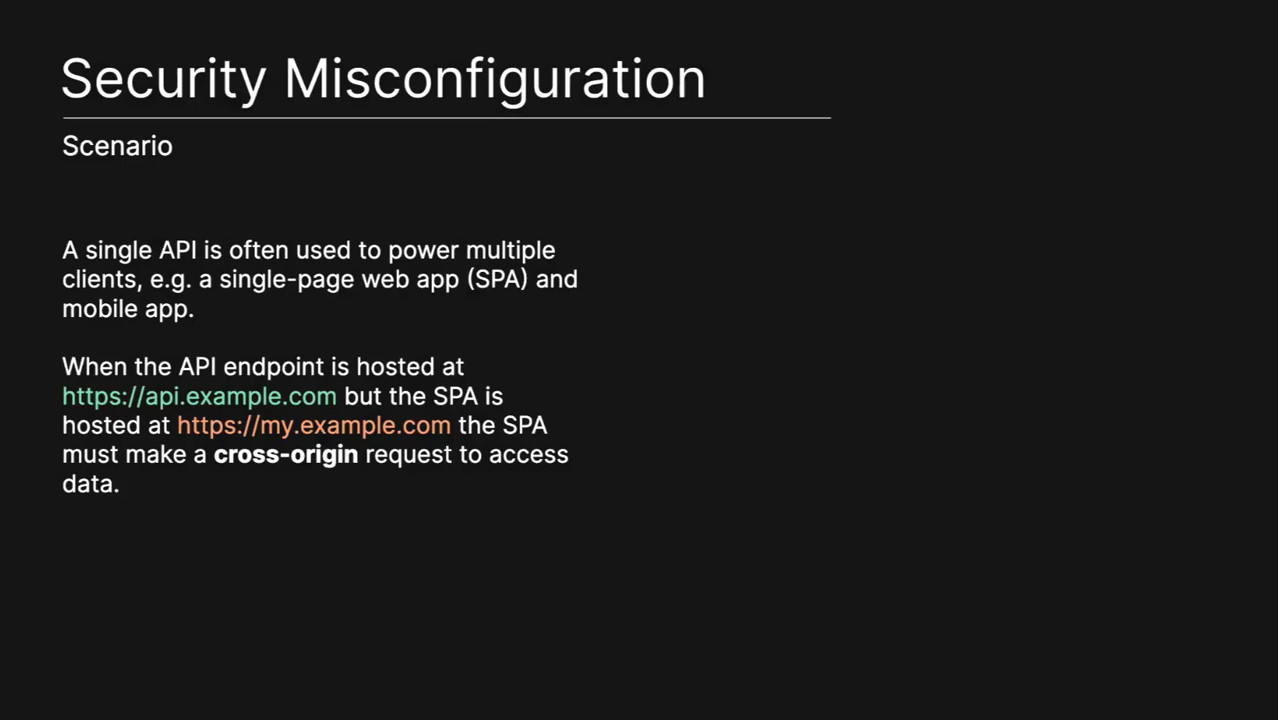 Security Misconfiguration
Scenario
A single API is often used to power multiple
clients, e.g. a single-page web app (SPA) and
mobile app.
When the API endpoint is hosted at
https://api.example.com but the SPA is
hosted at https://my.example.com the SPA
must make a cross-origin request to access
data.